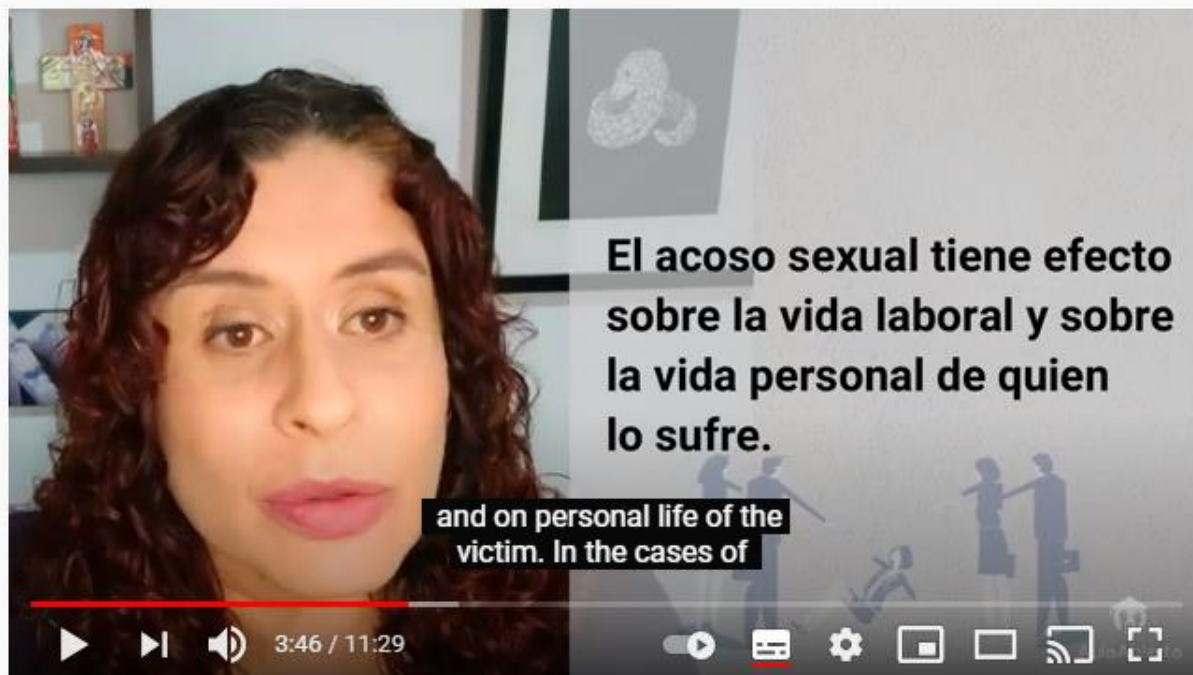 El acoso sexual tiene efecto
sobre la vida laboral y sobre
la vida personal de quien
lo sufre.
and on personal life of the
victim. In the cases of
3:46 / 11:29